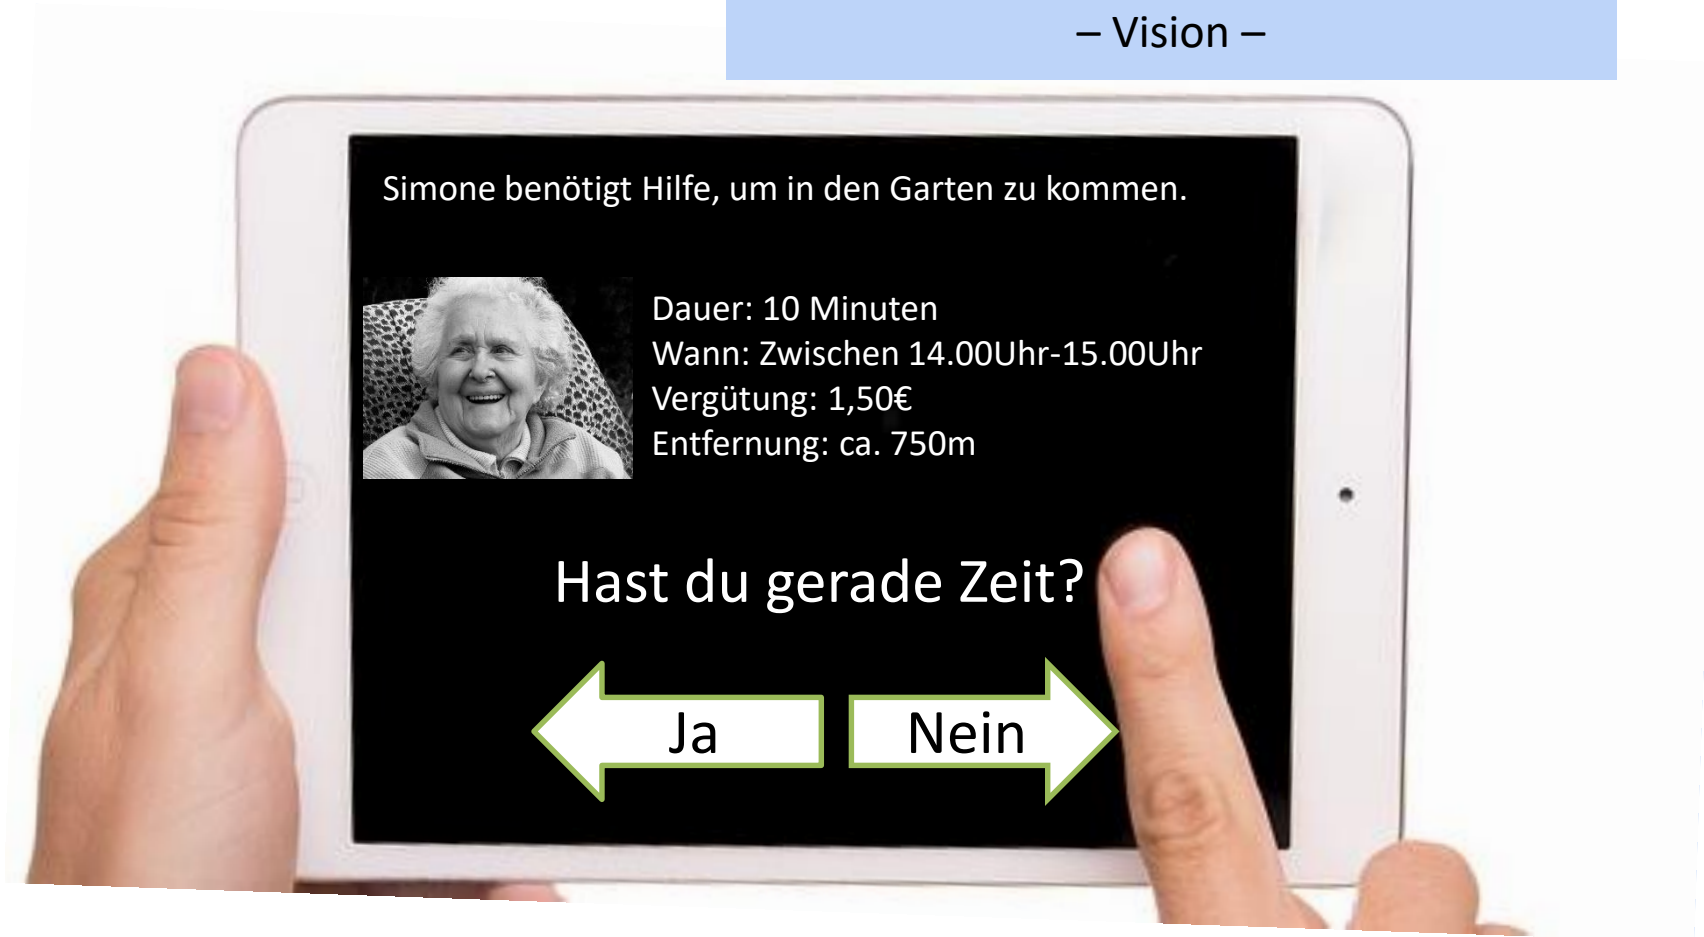 – Vision –
Simone benötigt Hilfe, um in den Garten zu kommen.
Dauer: 10 Minuten
Wann: Zwischen 14.00Uhr-15.00Uhr
Vergütung: 1,50€
Entfernung: ca. 750m
Hast du gerade Zeit?
Ja
Nein